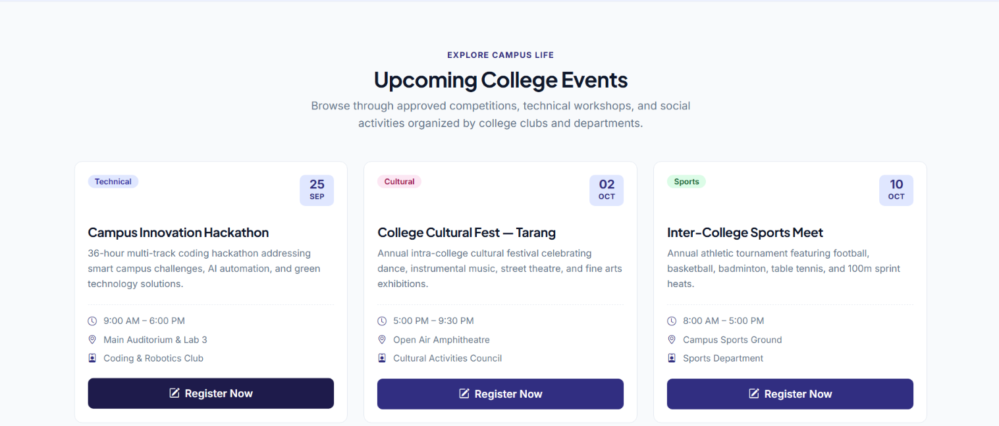 EXPLORE CAMPUS LIFE
Upcoming College Events
Browse through approved competitions, technical workshops, and social
activities organized by college clubs and departments.
Technical
25
SEP
Campus Innovation Hackathon
36-hour multi-track coding hackathon addressing
smart campus challenges, AI automation, and green
technology solutions.
9:00 AM – 6:00 PM
Main Auditorium & Lab 3
Coding & Robotics Club
Register Now
Cultural
02
OCT
College Cultural Fest — Tarang
Annual intra-college cultural festival celebrating
dance, instrumental music, street theatre, and fine arts
exhibitions.
5:00 PM – 9:30 PM
Open Air Amphitheatre
Cultural Activities Council
Register Now
Sports
10
OCT
Inter-College Sports Meet
Annual athletic tournament featuring football,
basketball, badminton, table tennis, and 100m sprint
heats.
8:00 AM – 5:00 PM
Campus Sports Ground
Sports Department
Register Now